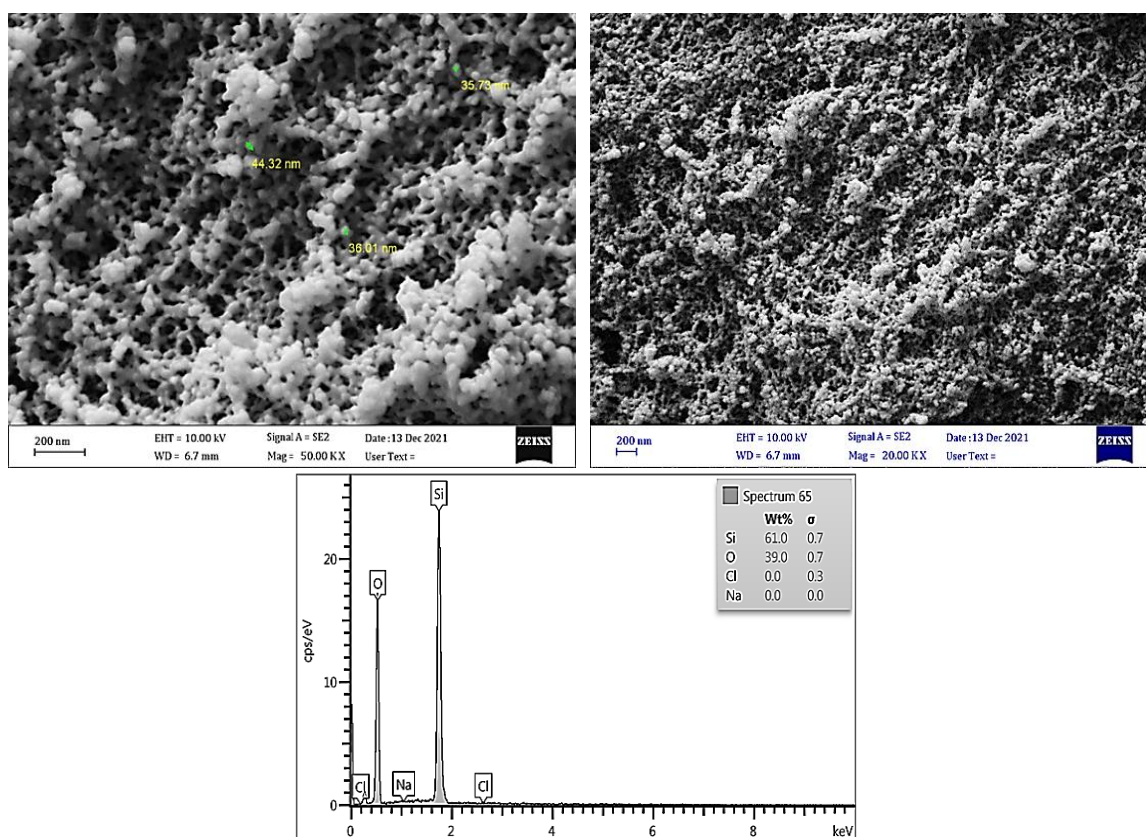 35.73 nm
44.32 nm
36.01 nm
200 nm
EHT = 10.00 kV Signal A = SE2 Date :13 Dec 2021
WD = 6.7 mm Mag = 50.00 KX User Text =
ZEISS
200 nm
EHT = 10.00 kV Signal A = SE2 Date :13 Dec 2021
WD = 6.7 mm Mag = 20.00 KX User Text =
ZEISS
Si
O
Cl
Na
Cl
cps/eV
20
10
0
0 2 4 6 8 keV
Spectrum 65
Wt% σ
Si 61.0 0.7
O 39.0 0.7
Cl 0.0 0.3
Na 0.0 0.0